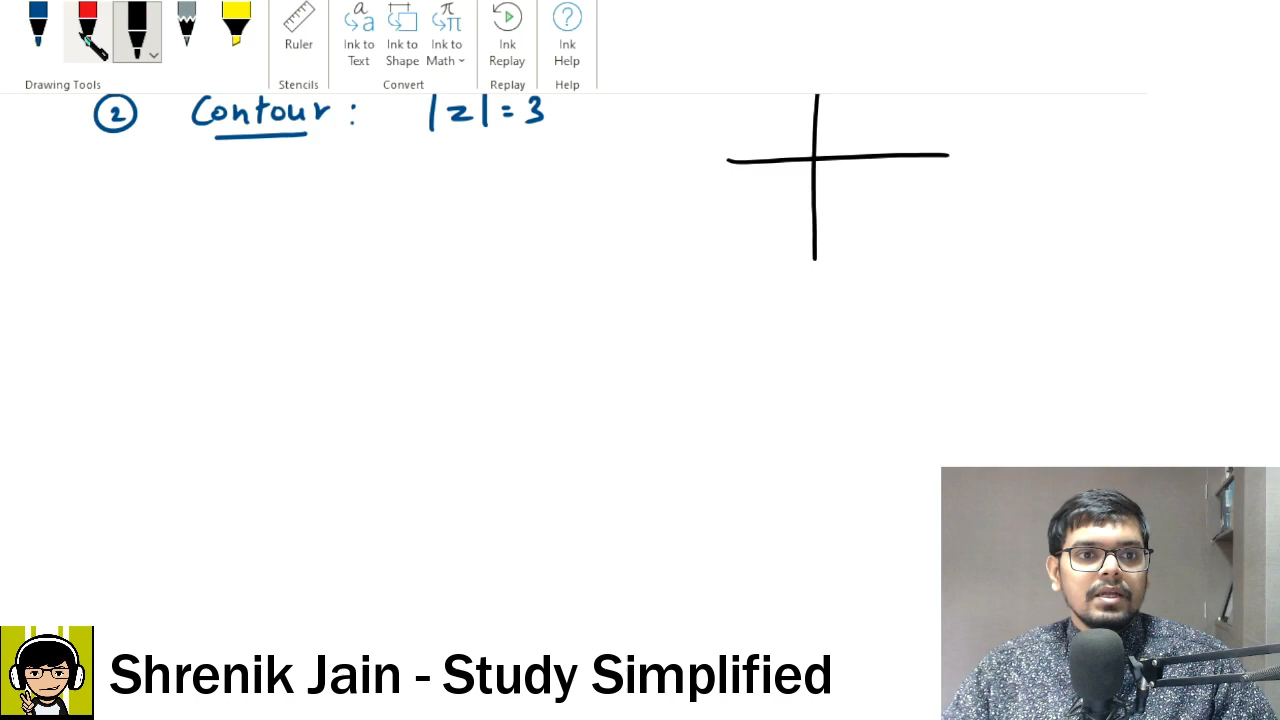 Ruler
Ink to Text
Ink to Shape
Ink to Math
Ink Replay
Ink Help
Drawing Tools
Stencils
Convert
Replay
Help
② Contour : |z| = 3
Shrenik Jain - Study Simplified